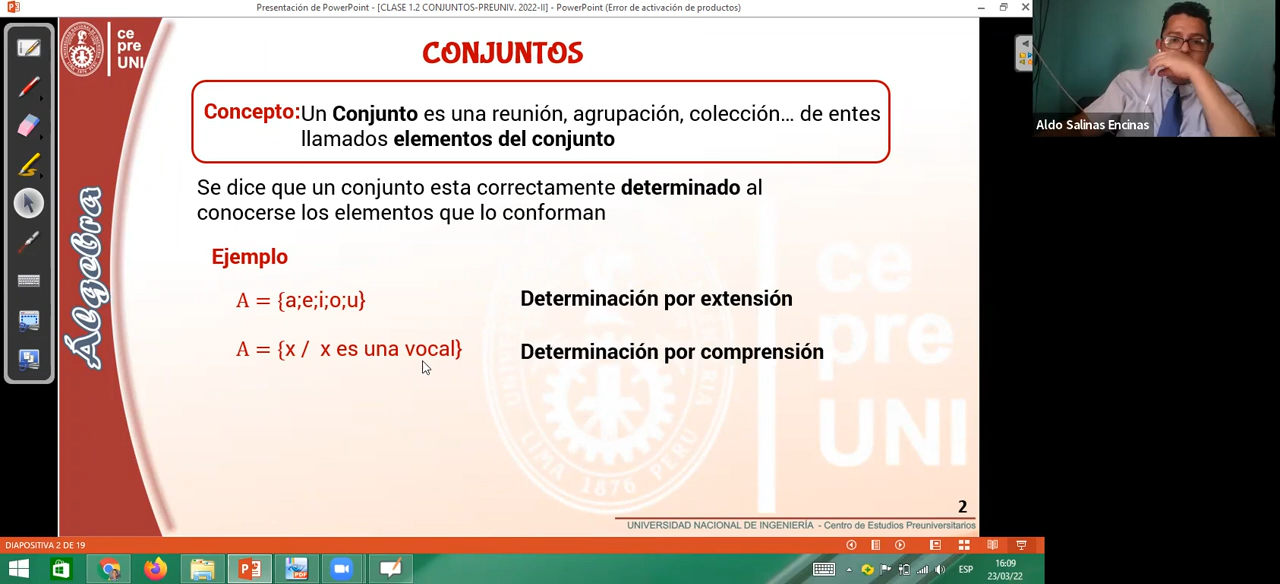 Presentación de PowerPoint - [CLASE 1.2 CONJUNTOS-PREUNIV. 2022-II] - PowerPoint (Error de activación de productos)
ce
pre
UNI
CONJUNTOS
Concepto: Un Conjunto es una reunión, agrupación, colección... de entes
llamados elementos del conjunto
Se dice que un conjunto esta correctamente determinado al
conocerse los elementos que lo conforman
Ejemplo
A = {a;e;i;o;u} Determinación por extensión
A = {x / x es una vocal} Determinación por comprensión
Álgebra
ce
pre
UNI
LIMA 1876 PERU
2
UNIVERSIDAD NACIONAL DE INGENIERÍA - Centro de Estudios Preuniversitarios
Aldo Salinas Encinas
DIAPOSITIVA 2 DE 19
ESP
16:09
23/03/22